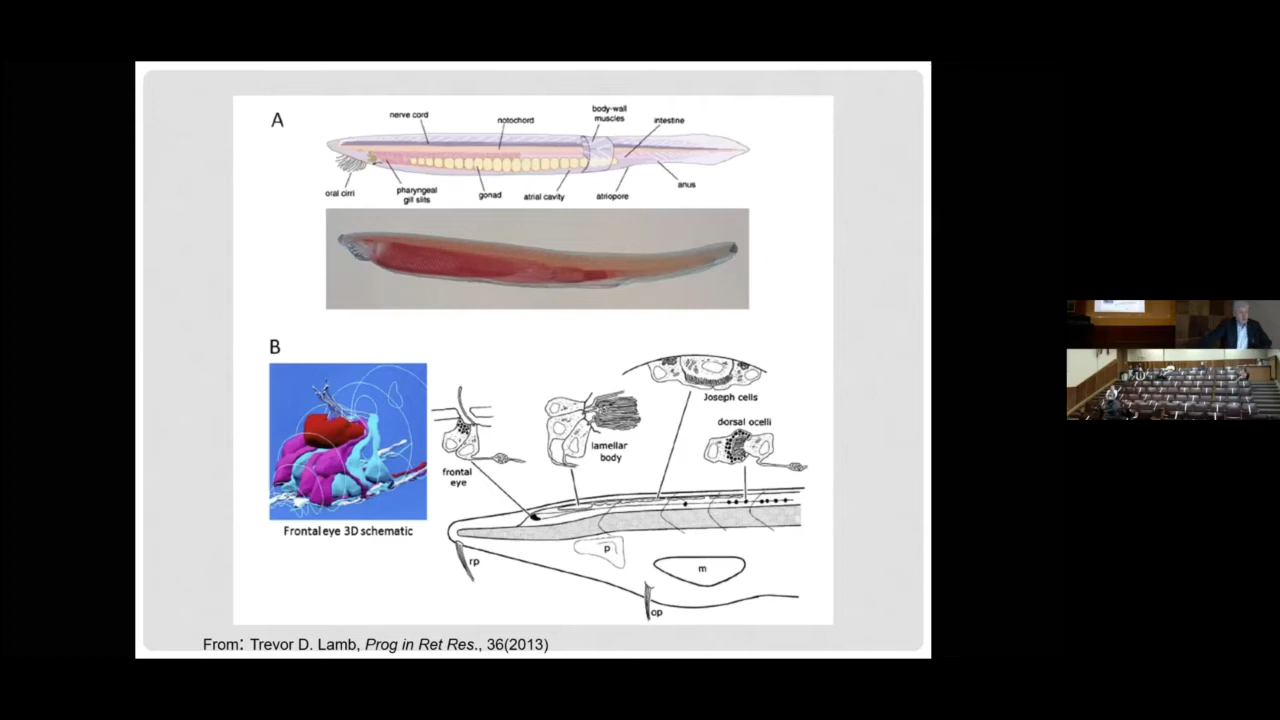 A
nerve cord
notochord
body-wall
muscles
intestine
oral cirri
pharyngeal
gill slits
gonad
atrial cavity
atriopore
anus
B
Joseph cells
dorsal ocelli
lamellar
body
frontal
eye
Frontal eye 3D schematic
rp
p
m
op
From: Trevor D. Lamb, Prog in Ret Res., 36(2013)